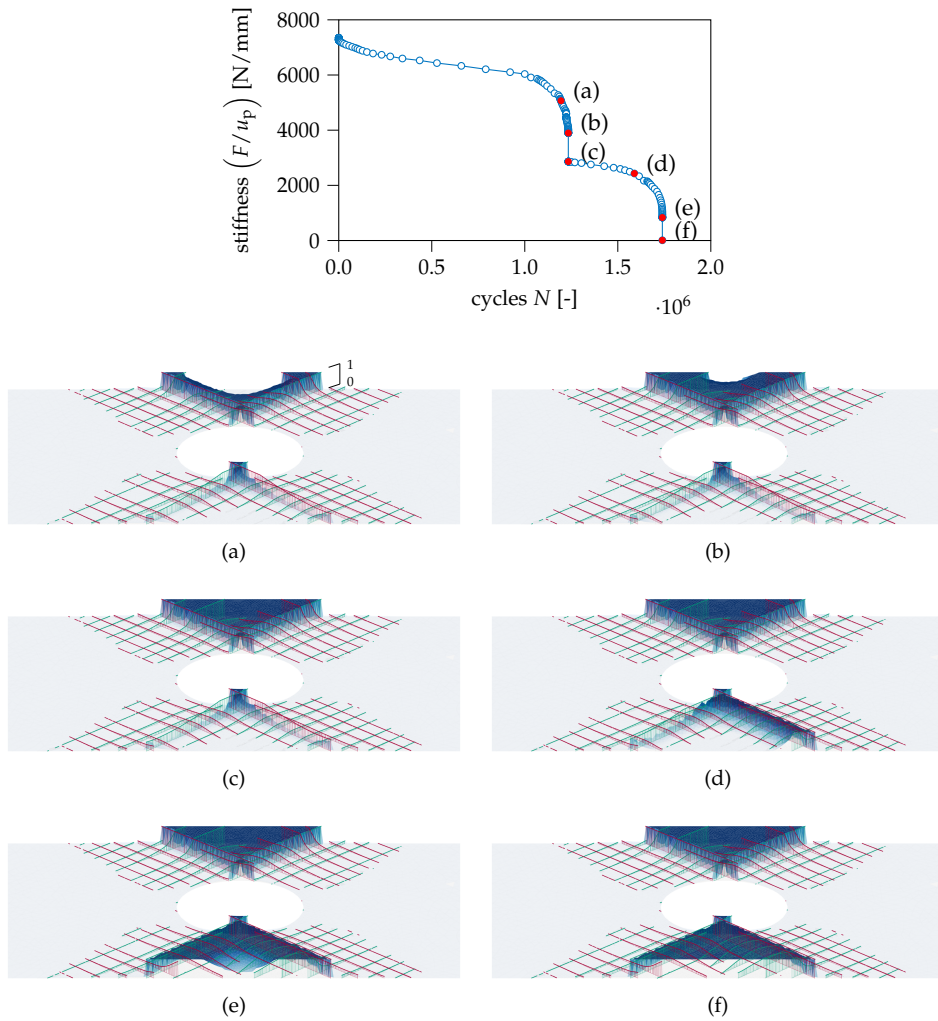 8000
6000
4000
2000
0
stiffness (F/u_p) [N/mm]
(a)
(b)
(c)
(d)
(e)
(f)
0.0 0.5 1.0 1.5 2.0
cycles N [-]
·10^6
1
0
(a) (b)
(c) (d)
(e) (f)